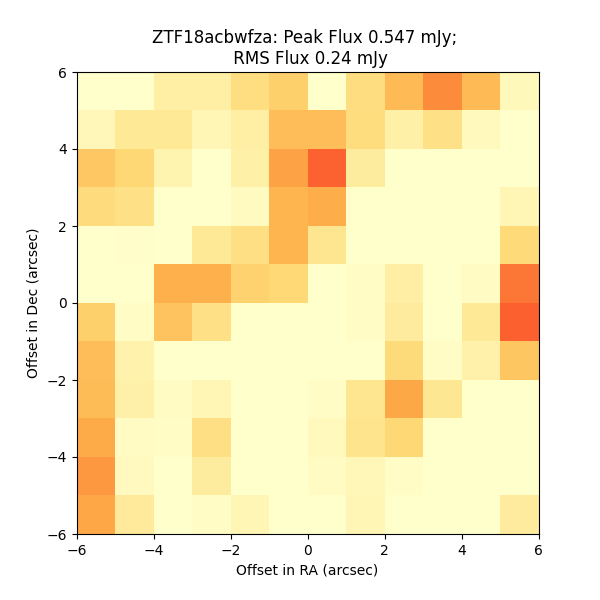 ZTF18acbwfza: Peak Flux 0.547 mJy;
RMS Flux 0.24 mJy
6
4
2
0
−2
−4
−6
Offset in Dec (arcsec)
−6 −4 −2 0 2 4 6
Offset in RA (arcsec)